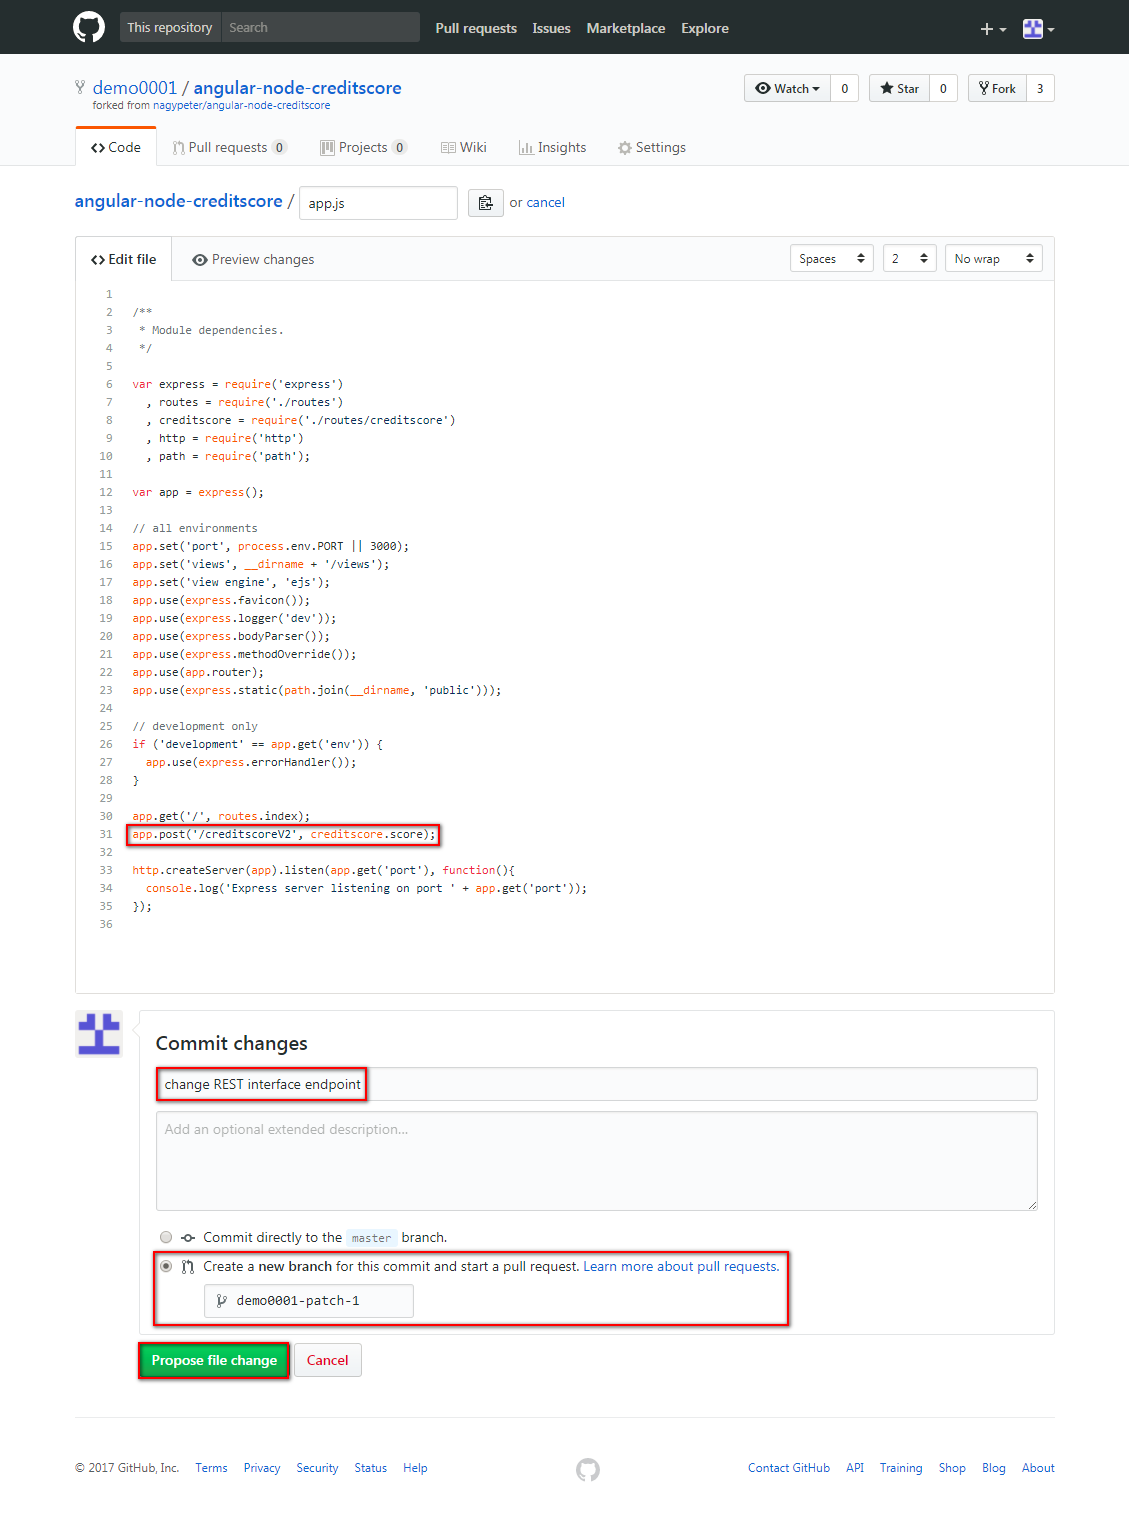 This repository Search Pull requests Issues Marketplace Explore
demo0001 / angular-node-creditscore Watch 0 Star 0 Fork 3
forked from nagypeter/angular-node-creditscore
Code Pull requests 0 Projects 0 Wiki Insights Settings
angular-node-creditscore / app.js or cancel
Edit file Preview changes Spaces 2 No wrap
1
2 /**
3  * Module dependencies.
4  */
5
6 var express = require('express')
7   , routes = require('./routes')
8   , creditscore = require('./routes/creditscore')
9   , http = require('http')
10   , path = require('path');
11
12 var app = express();
13
14 // all environments
15 app.set('port', process.env.PORT || 3000);
16 app.set('views', __dirname + '/views');
17 app.set('view engine', 'ejs');
18 app.use(express.favicon());
19 app.use(express.logger('dev'));
20 app.use(express.bodyParser());
21 app.use(express.methodOverride());
22 app.use(app.router);
23 app.use(express.static(path.join(__dirname, 'public')));
24
25 // development only
26 if ('development' == app.get('env')) {
27   app.use(express.errorHandler());
28 }
29
30 app.get('/', routes.index);
31 app.post('/creditscoreV2', creditscore.score);
32
33 http.createServer(app).listen(app.get('port'), function(){
34   console.log('Express server listening on port ' + app.get('port'));
35 });
36
Commit changes
change REST interface endpoint
Add an optional extended description...
Commit directly to the master branch.
Create a new branch for this commit and start a pull request. Learn more about pull requests.
demo0001-patch-1
Propose file change Cancel
© 2017 GitHub, Inc. Terms Privacy Security Status Help Contact GitHub API Training Shop Blog About